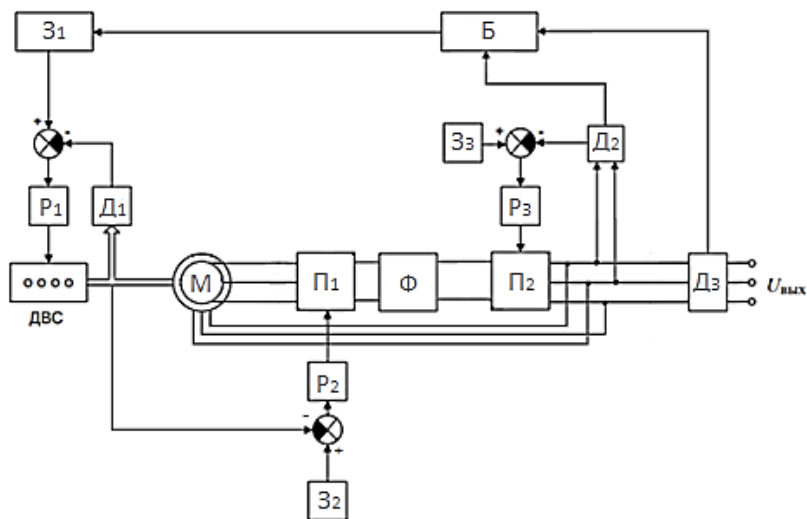 З1
Б
+
-
З3
+
-
Д2
Р1
Д1
Р3
ДВС
М
П1
Ф
П2
Д3
Uвых
Р2
-
+
З2